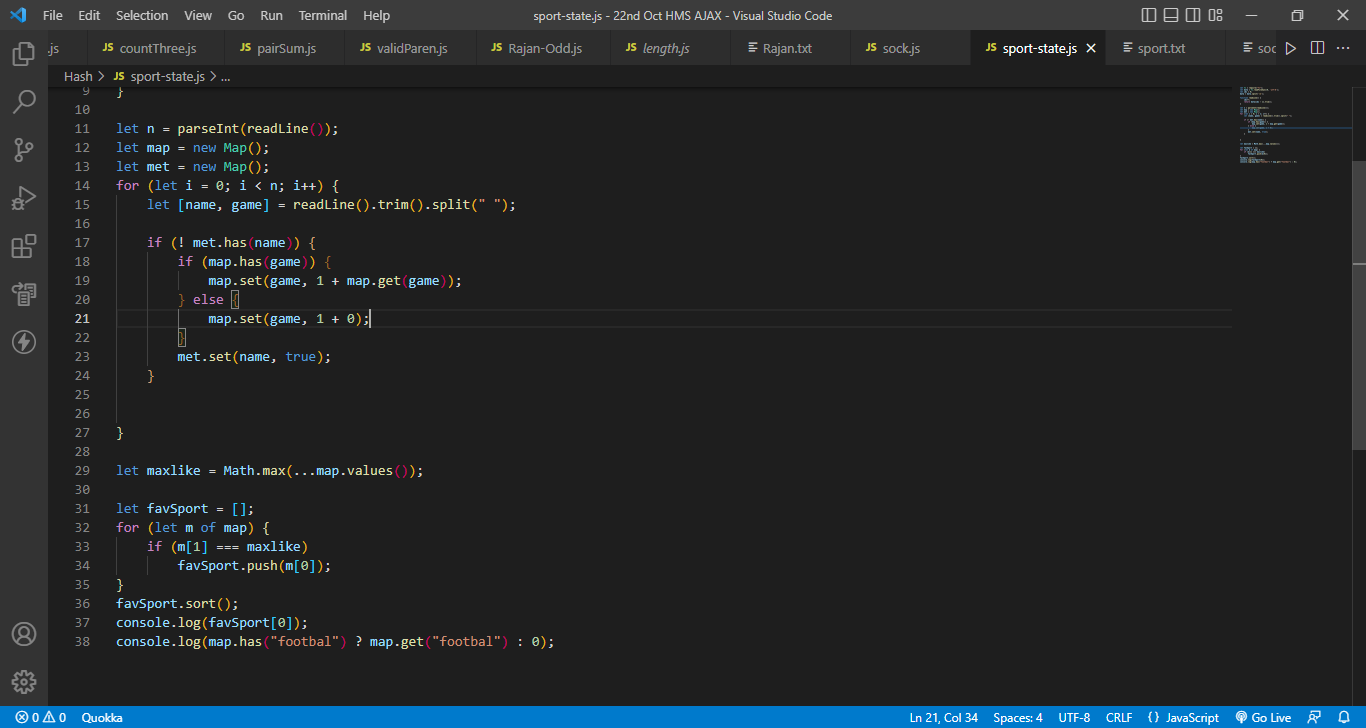 File Edit Selection View Go Run Terminal Help
sport-state.js - 22nd Oct HMS AJAX - Visual Studio Code
.js JS countThree.js JS pairSum.js JS validParen.js JS Rajan-Odd.js JS length.js Rajan.txt JS sock.js JS sport-state.js sport.txt soc
Hash > JS sport-state.js > ...
9 }
10
11 let n = parseInt(readLine());
12 let map = new Map();
13 let met = new Map();
14 for (let i = 0; i < n; i++) {
15 let [name, game] = readLine().trim().split(" ");
16
17 if (! met.has(name)) {
18 if (map.has(game)) {
19 map.set(game, 1 + map.get(game));
20 } else {
21 map.set(game, 1 + 0);
22 }
23 met.set(name, true);
24 }
25
26
27 }
28
29 let maxlike = Math.max(...map.values());
30
31 let favSport = [];
32 for (let m of map) {
33 if (m[1] === maxlike)
34 favSport.push(m[0]);
35 }
36 favSport.sort();
37 console.log(favSport[0]);
38 console.log(map.has("footbal") ? map.get("footbal") : 0);
0 0 Quokka Ln 21, Col 34 Spaces: 4 UTF-8 CRLF {} JavaScript Go Live